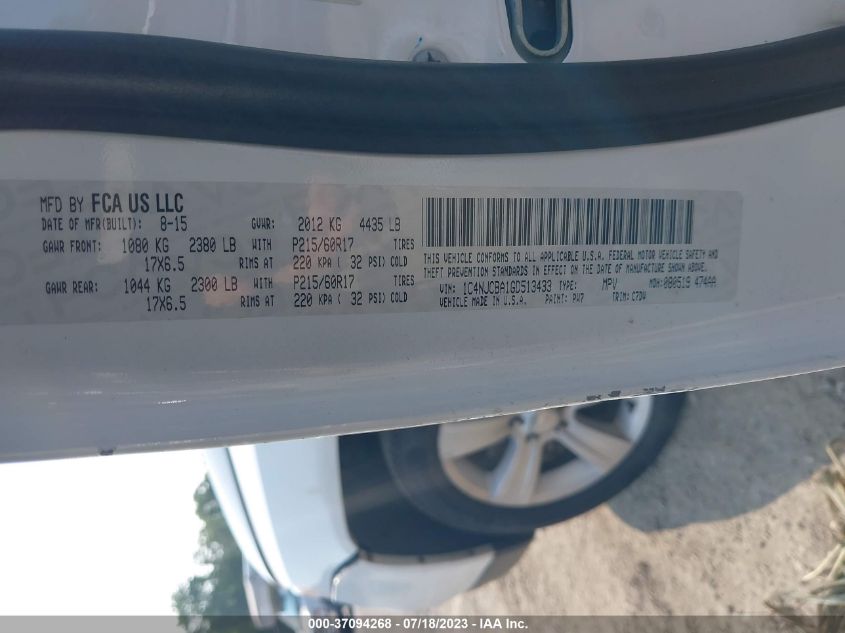 MFD BY FCA US LLC
DATE OF MFR(BUILT): 8-15 GVWR: 2012 KG 4435 LB
GAWR FRONT: 1080 KG 2380 LB WITH P215/60R17 TIRES
17X6.5 RIMS AT 220 KPA ( 32 PSI) COLD
GAWR REAR: 1044 KG 2300 LB WITH P215/60R17 TIRES
17X6.5 RIMS AT 220 KPA ( 32 PSI) COLD
THIS VEHICLE CONFORMS TO ALL APPLICABLE U.S.A. FEDERAL MOTOR VEHICLE SAFETY AND
THEFT PREVENTION STANDARDS IN EFFECT ON THE DATE OF MANUFACTURE SHOWN ABOVE.
VIN: 1C4NJCBA1GD513433 TYPE: MPV MDH:080519 474AA
VEHICLE MADE IN U.S.A. PAINT: PW7 TRIM: C7DV
000-37094268 - 07/18/2023 - IAA Inc.